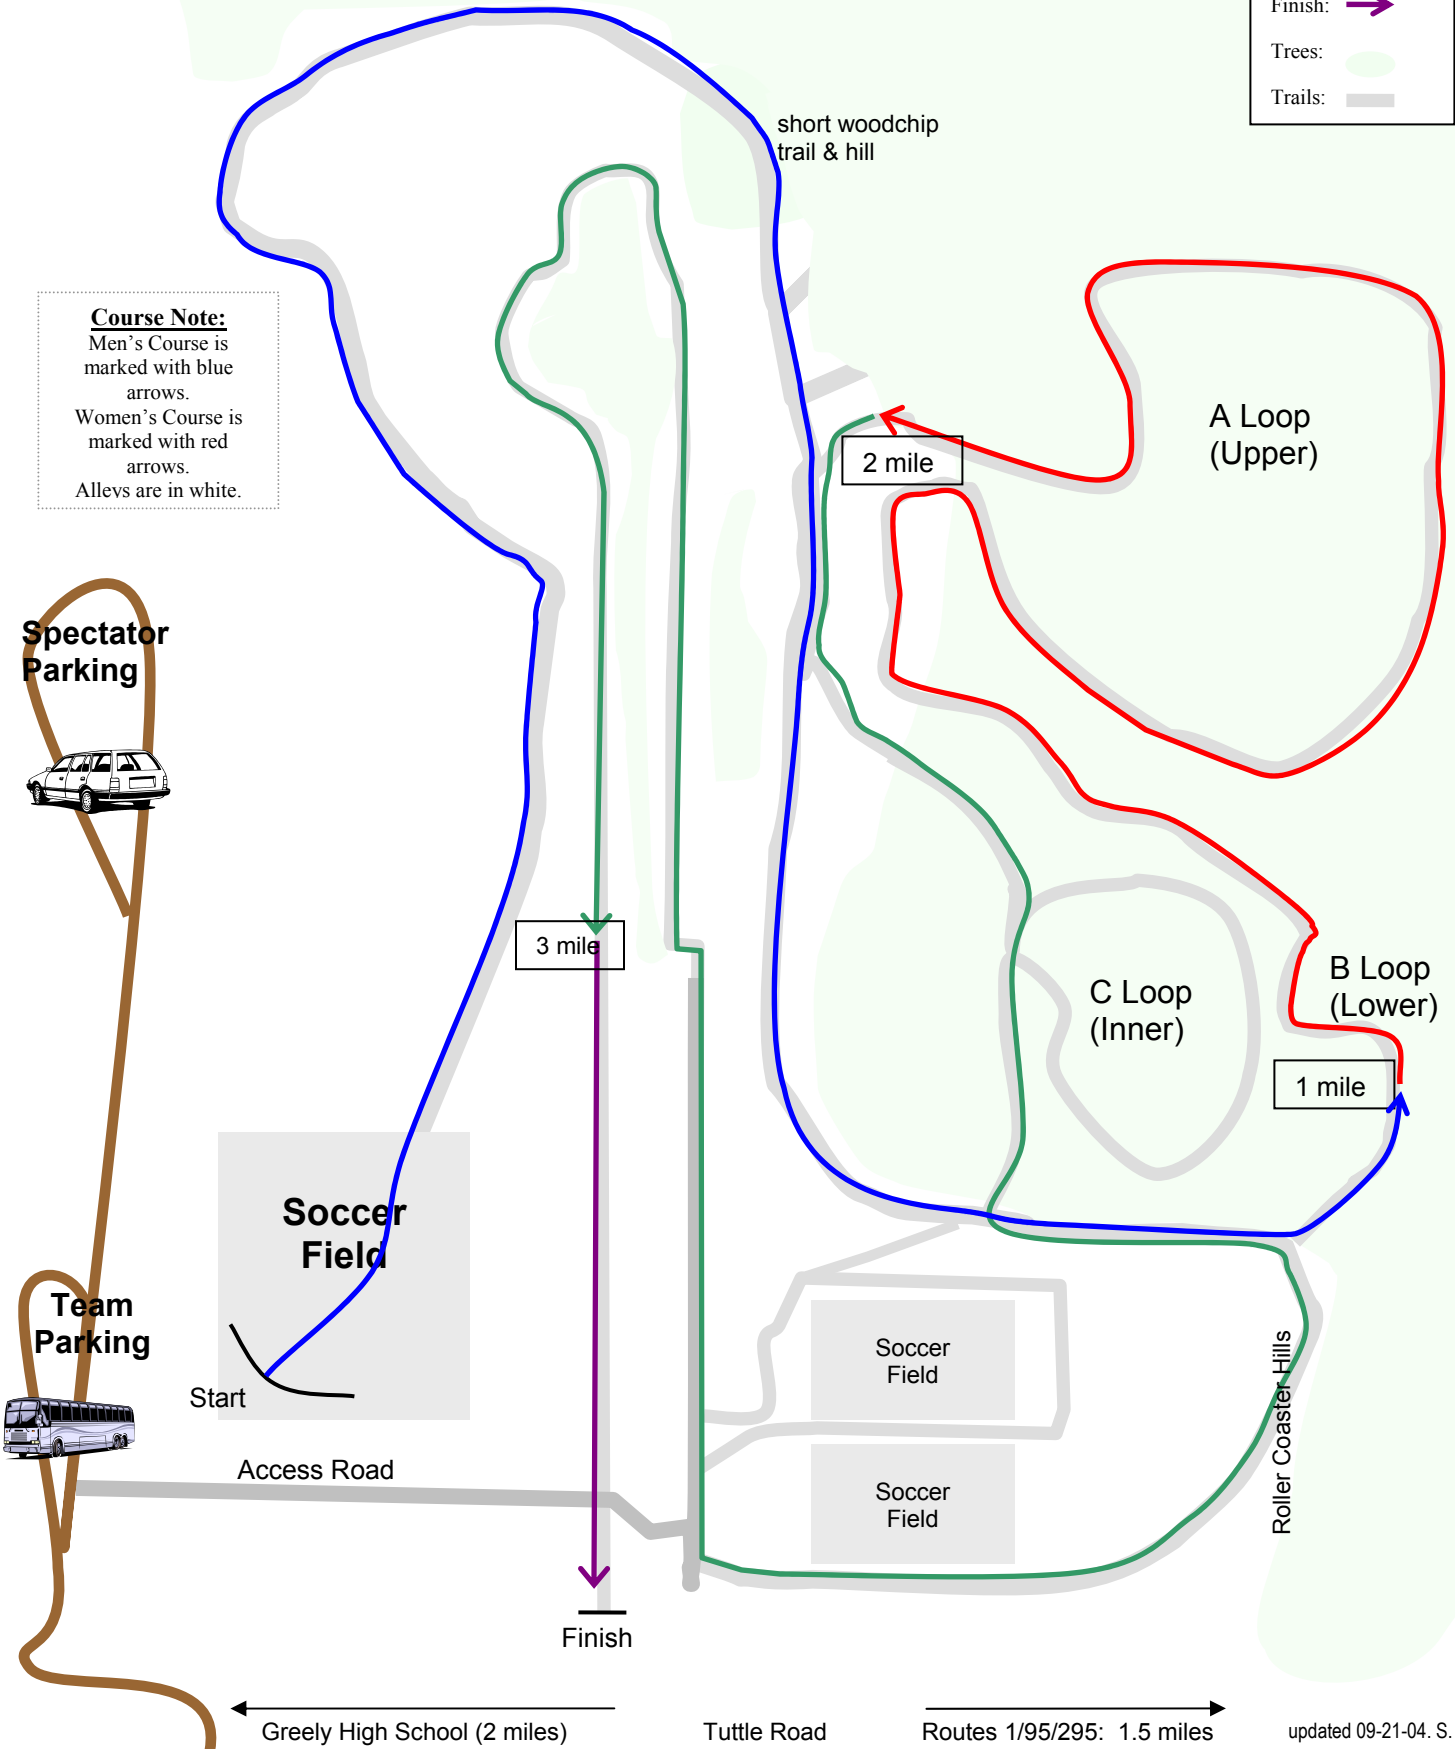 Finish:
Trees:
Trails:
short woodchip
trail & hill
Course Note:
Men's Course is
marked with blue
arrows.
Women's Course is
marked with red
arrows.
Alleys are in white.
A Loop
(Upper)
2 mile
Spectator
Parking
3 mile
B Loop
(Lower)
C Loop
(Inner)
1 mile
Soccer
Field
Team
Parking
Start
Soccer
Field
Roller Coaster Hills
Access Road
Soccer
Field
Finish
Greely High School (2 miles)
Tuttle Road
Routes 1/95/295: 1.5 miles
updated 09-21-04. S.